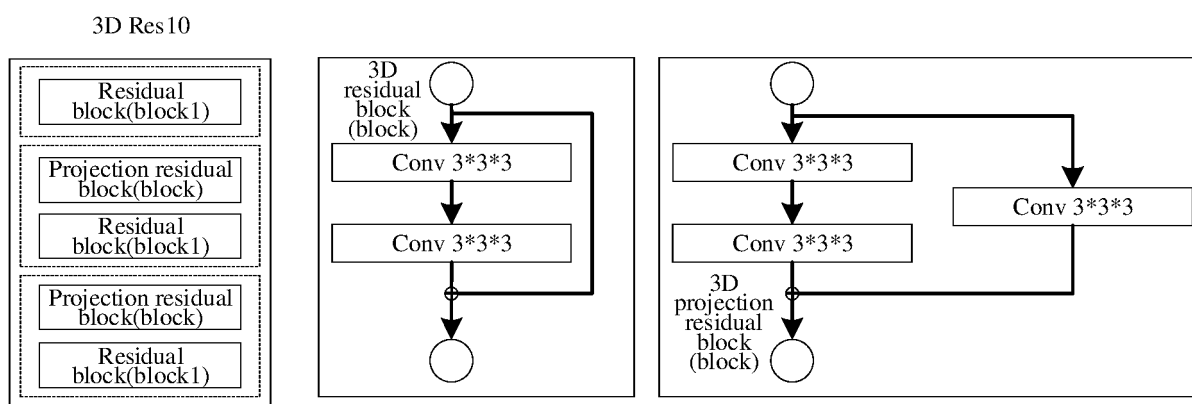 3D Res10
Residual
block(block1)
Projection residual
block(block)
Residual
block(block1)
Projection residual
block(block)
Residual
block(block1)
3D
residual
block
(block)
Conv 3*3*3
Conv 3*3*3
Conv 3*3*3
Conv 3*3*3
Conv 3*3*3
3D
projection
residual
block
(block)